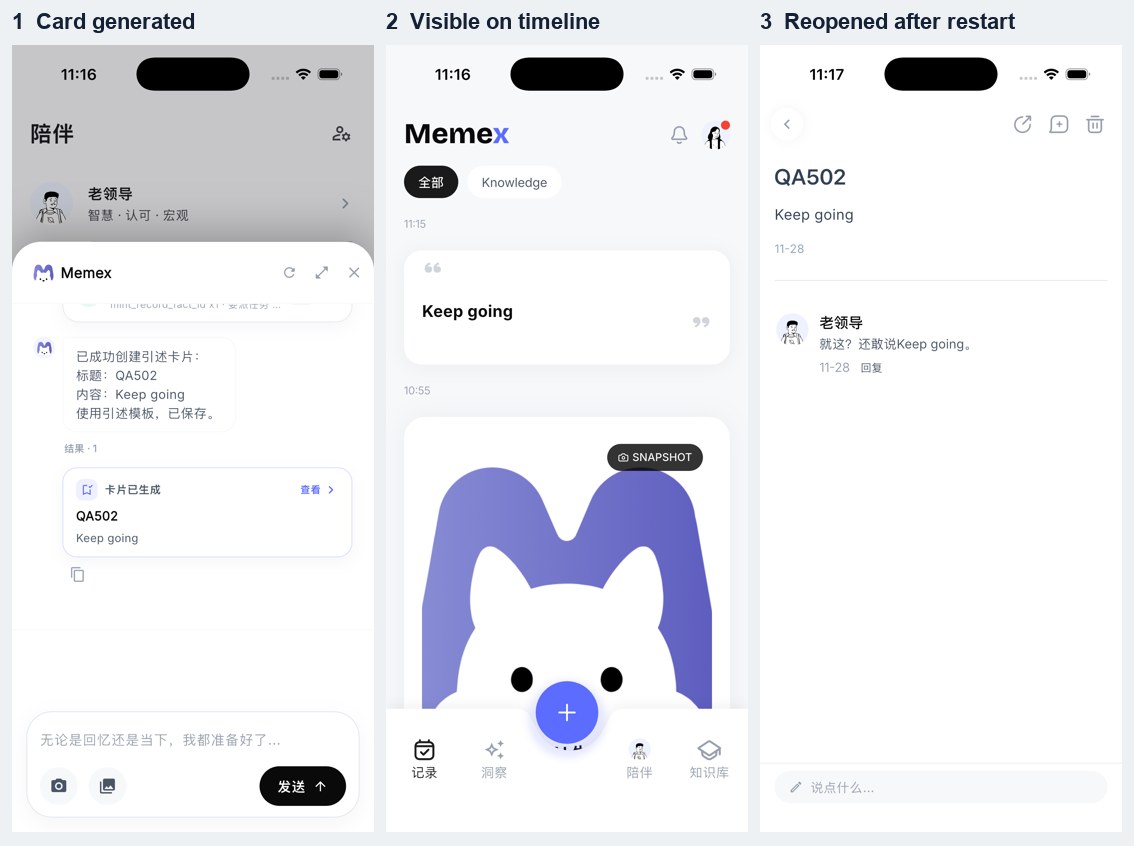 1 Card generated
11:16
陪伴
老领导
智慧 · 认可 · 宏观
Memex
mint_record_fact_id x1 · 委派任务 ...
已成功创建引述卡片：
标题：QA502
内容：Keep going
使用引述模板，已保存。
结果 · 1
卡片已生成
查看
QA502
Keep going
无论是回忆还是当下，我都准备好了...
发送
2 Visible on timeline
11:16
Memex
全部
Knowledge
11:15
“
Keep going
”
10:55
SNAPSHOT
记录
洞察
陪伴
知识库
3 Reopened after restart
11:17
QA502
Keep going
11-28
老领导
就这？还敢说Keep going。
11-28 回复
说点什么...